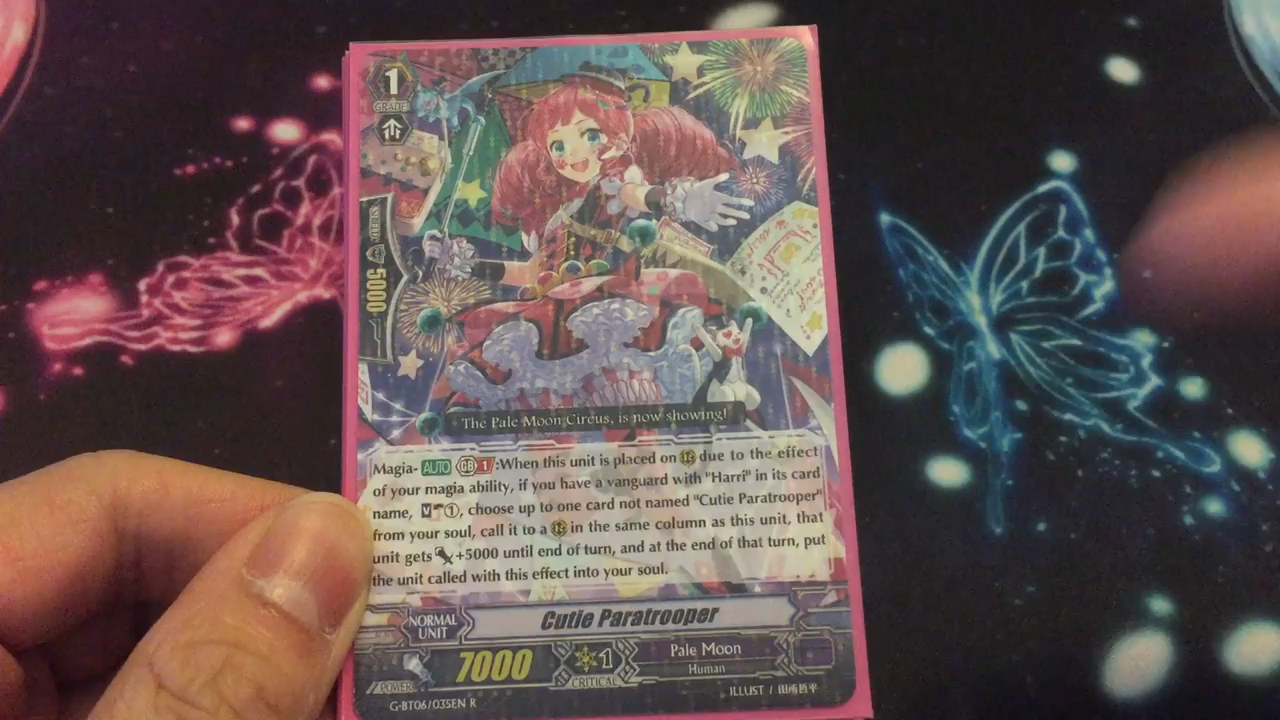 1
GRADE
SHIELD
5000
The Pale Moon Circus, is now showing!
Magia- AUTO GB 1 :When this unit is placed on R due to the effect
of your magia ability, if you have a vanguard with "Harri" in its card
name, V 1, choose up to one card not named "Cutie Paratrooper"
from your soul, call it to a R in the same column as this unit, that
unit gets +5000 until end of turn, and at the end of that turn, put
the unit called with this effect into your soul.
NORMAL
UNIT
Cutie Paratrooper
POWER
7000
1
CRITICAL
Pale Moon
Human
G-BT06/035EN R
ILLUST /